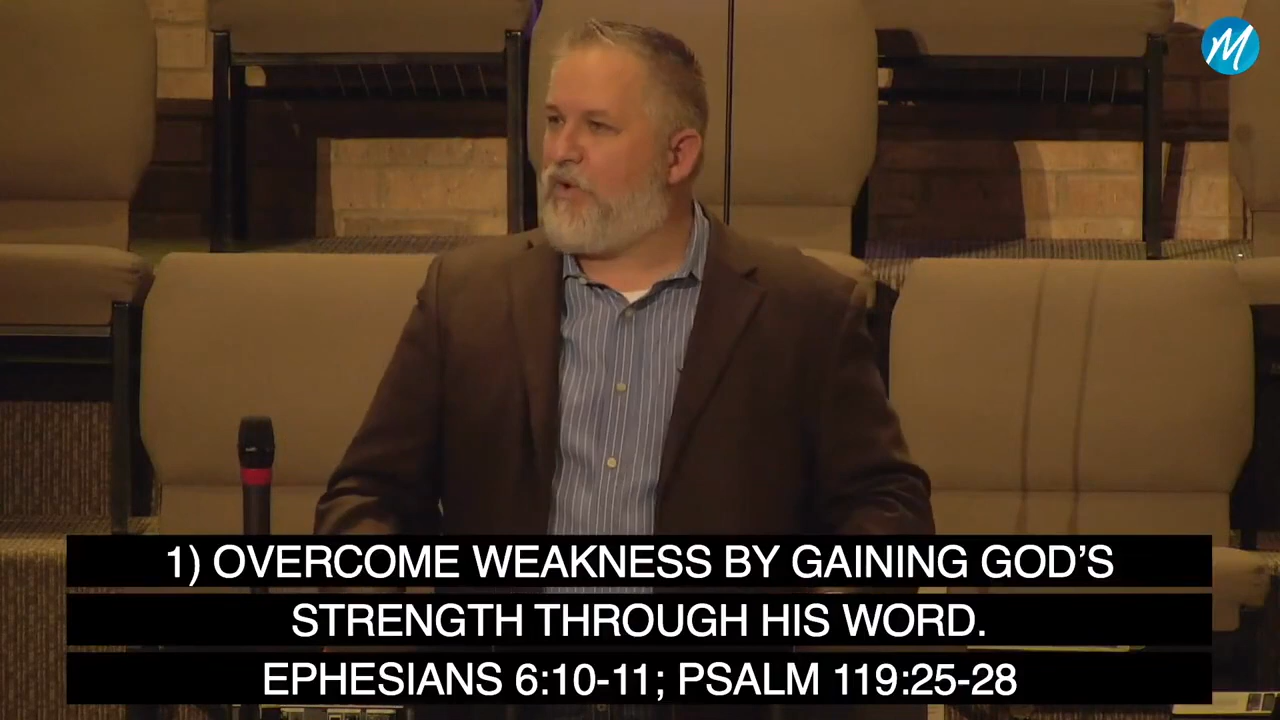 M
1) OVERCOME WEAKNESS BY GAINING GOD’S
STRENGTH THROUGH HIS WORD.
EPHESIANS 6:10-11; PSALM 119:25-28